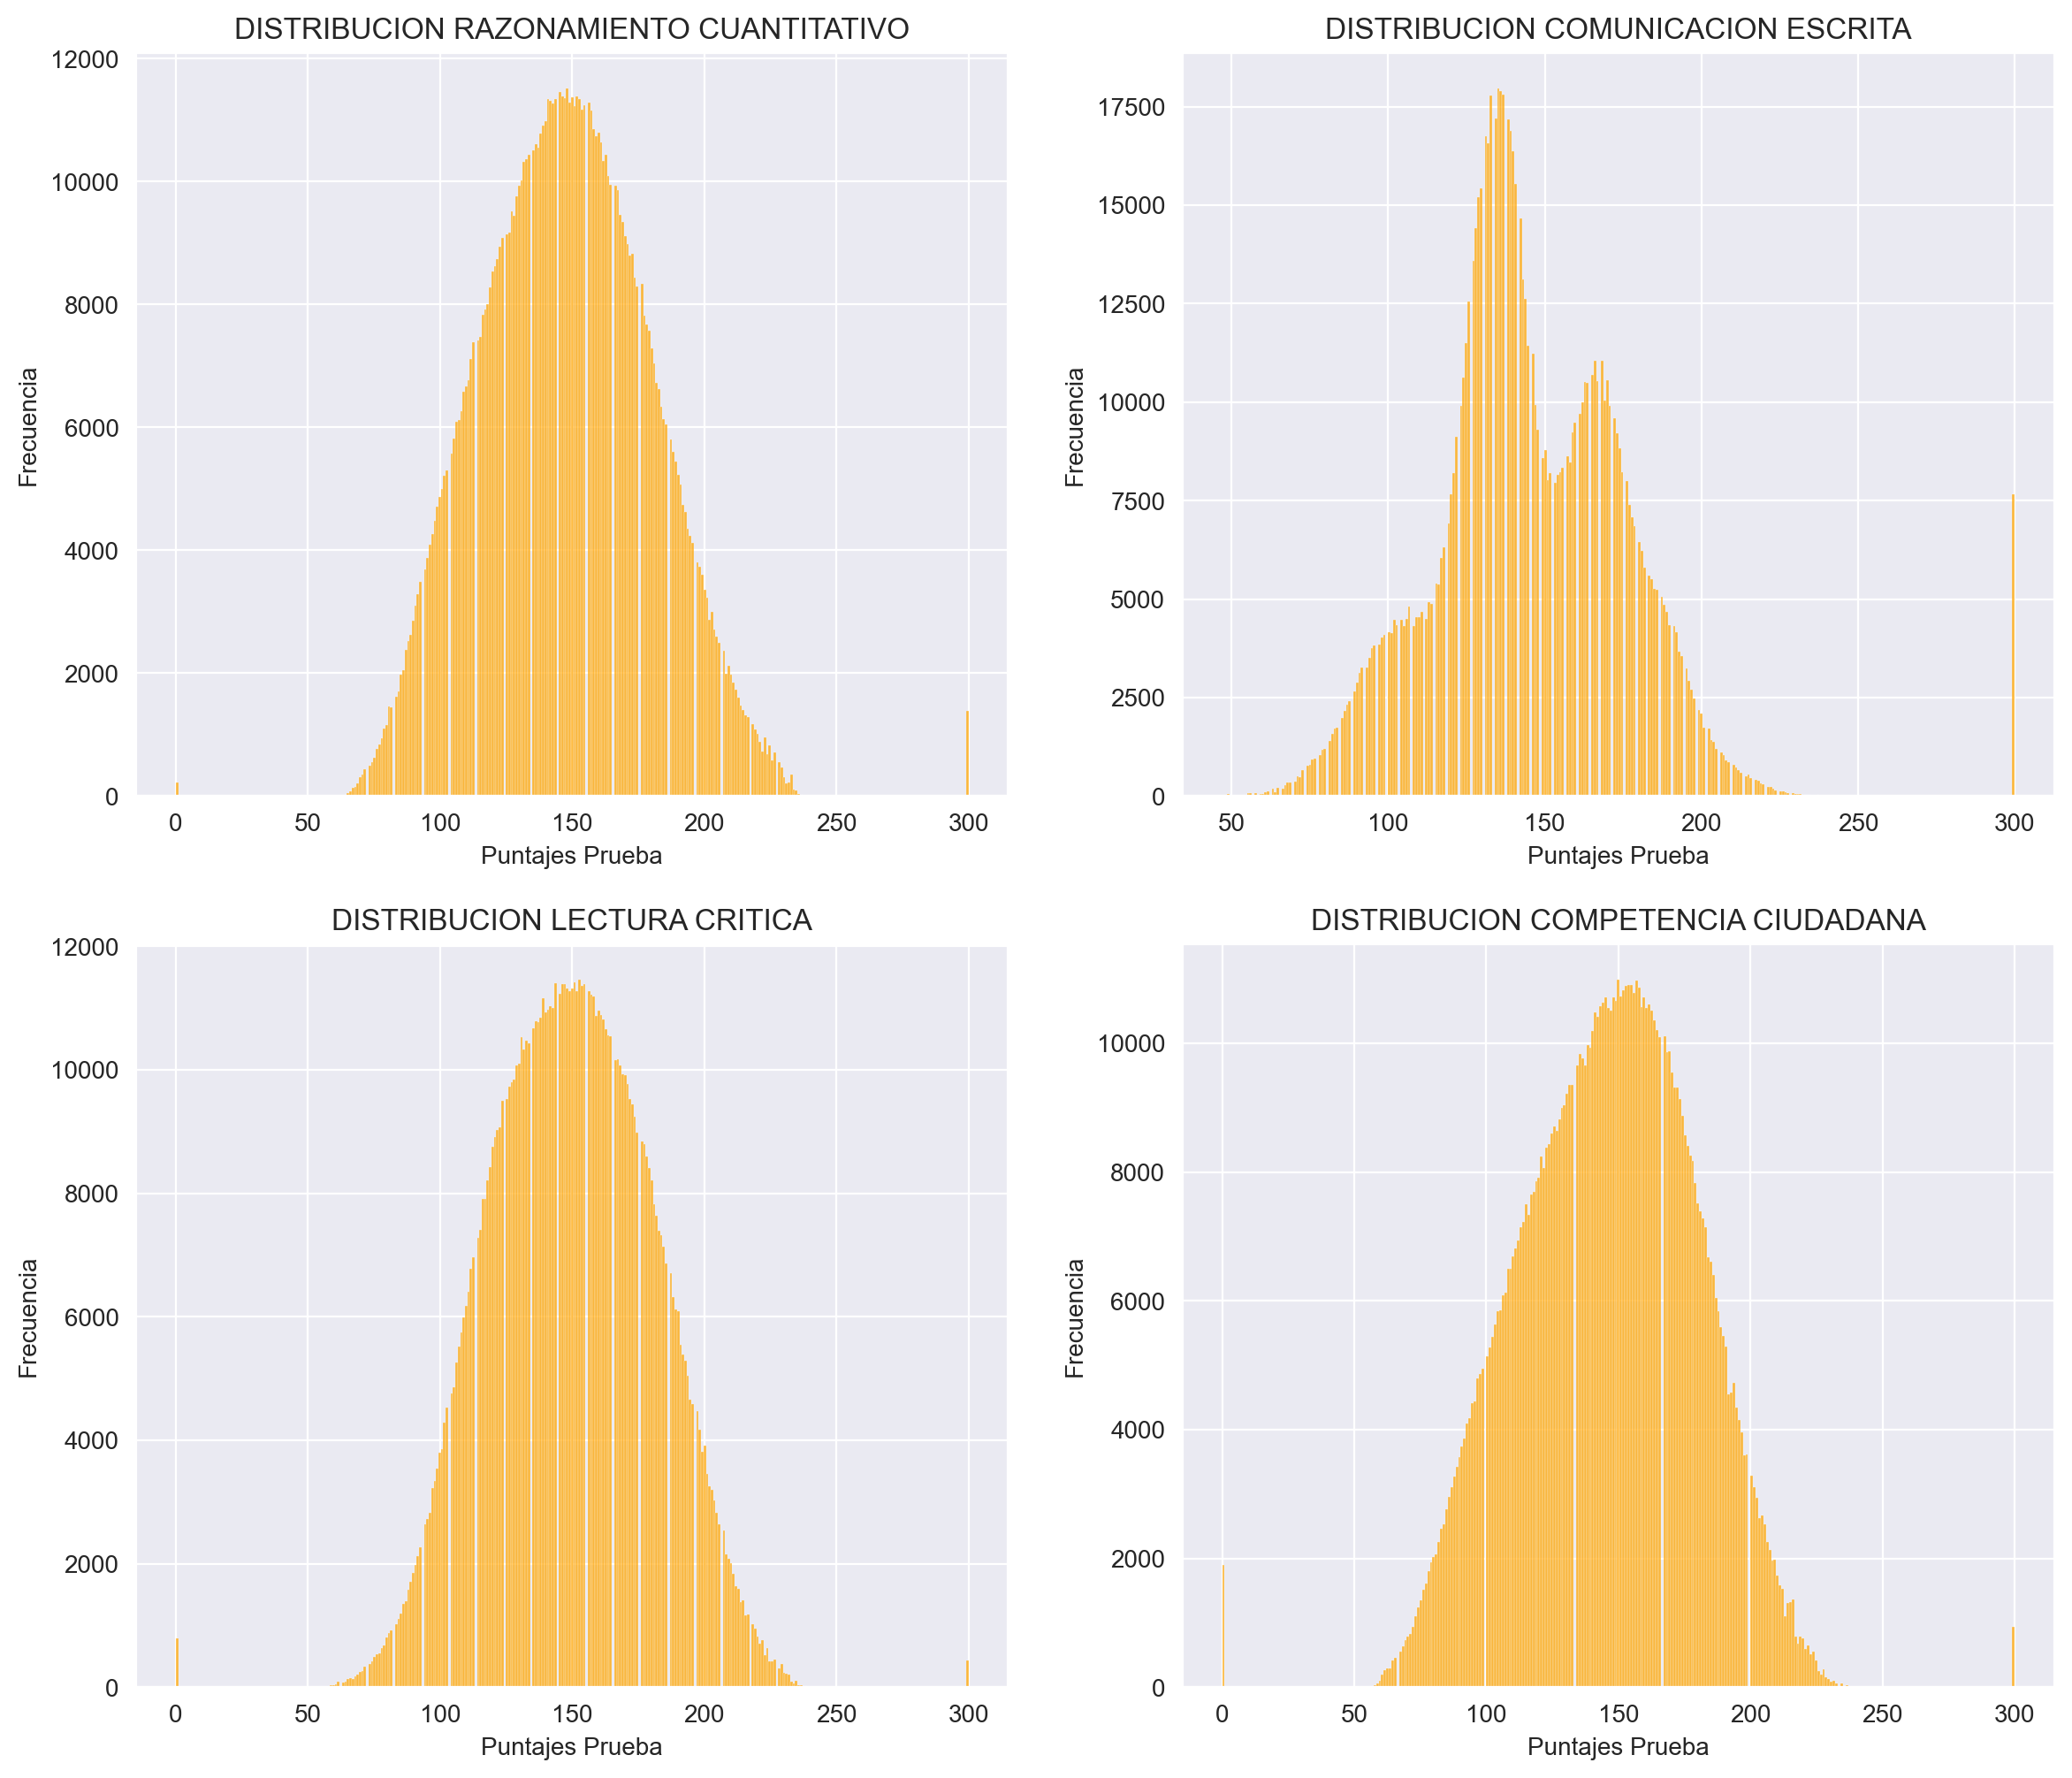 DISTRIBUCION RAZONAMIENTO CUANTITATIVO
12000
10000
8000
6000
4000
2000
0
Frecuencia
0 50 100 150 200 250 300
Puntajes Prueba
DISTRIBUCION COMUNICACION ESCRITA
17500
15000
12500
10000
7500
5000
2500
0
Frecuencia
50 100 150 200 250 300
Puntajes Prueba
DISTRIBUCION LECTURA CRITICA
12000
10000
8000
6000
4000
2000
0
Frecuencia
0 50 100 150 200 250 300
Puntajes Prueba
DISTRIBUCION COMPETENCIA CIUDADANA
10000
8000
6000
4000
2000
0
Frecuencia
0 50 100 150 200 250 300
Puntajes Prueba